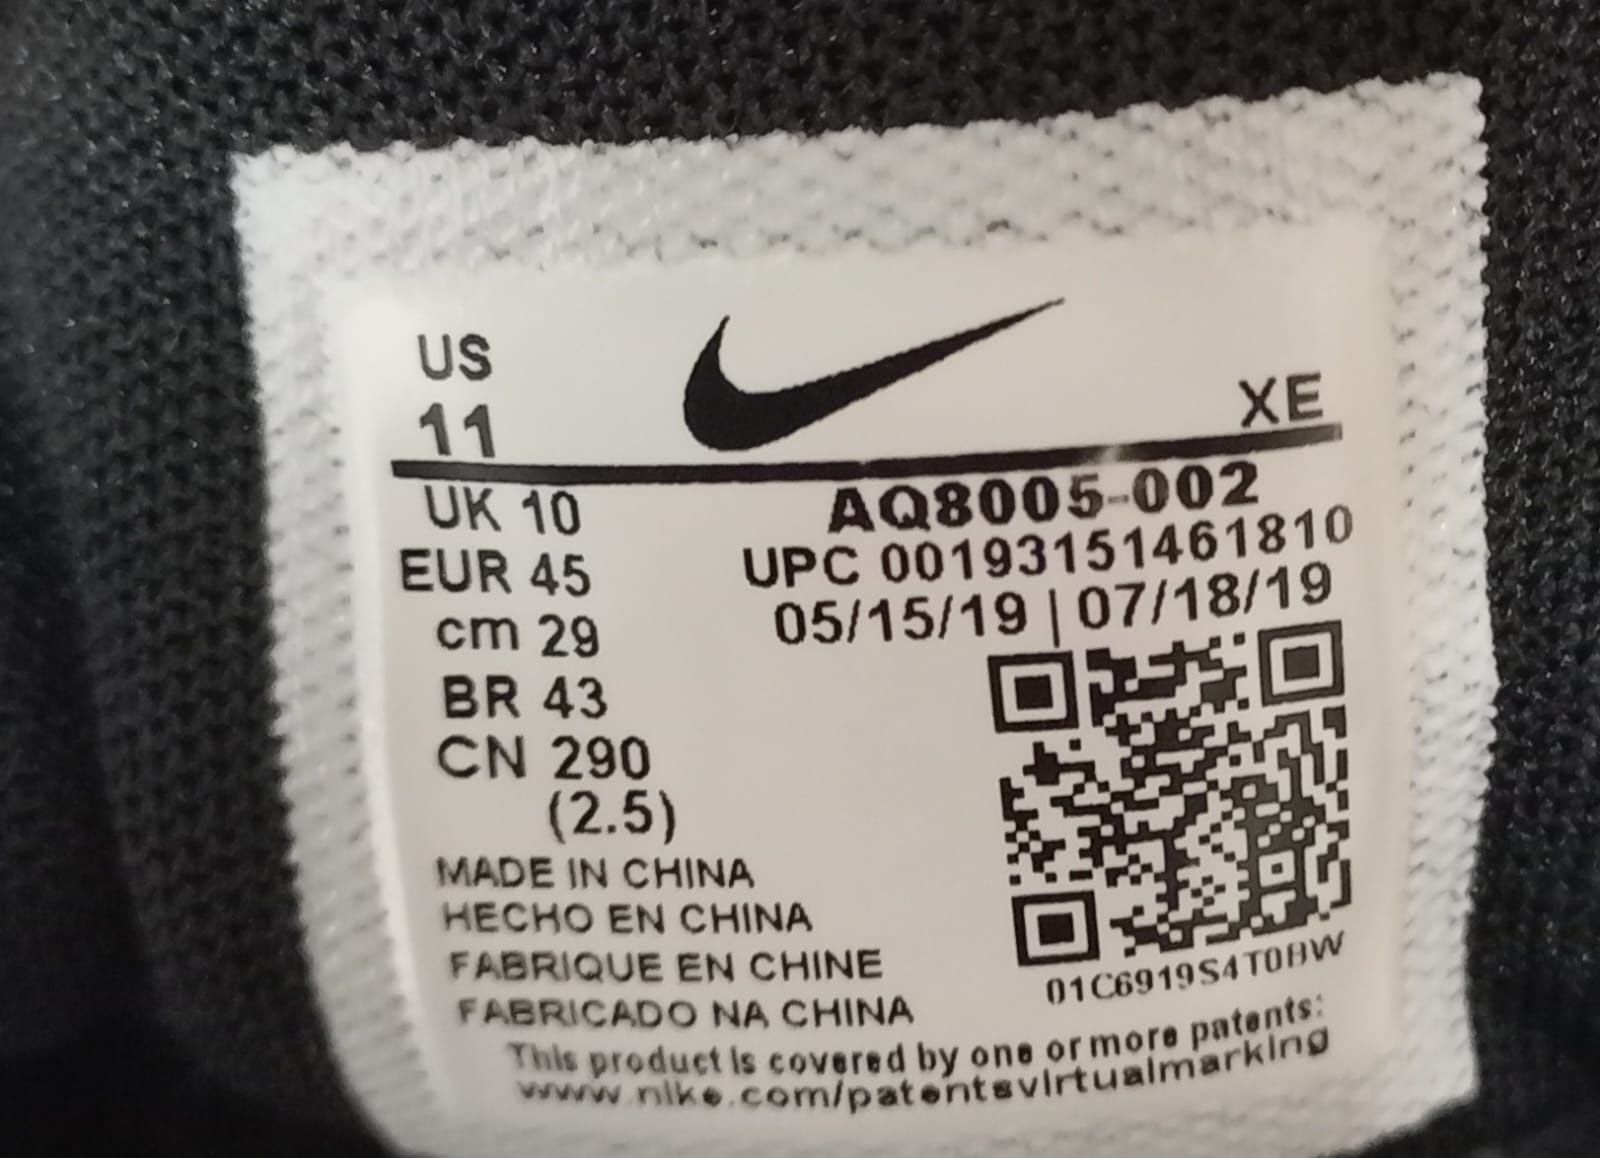 US
11
XE
UK 10
EUR 45
cm 29
BR 43
CN 290
(2.5)
AQ8005-002
UPC 00193151461810
05/15/19 | 07/18/19
01C6919S4T0BW
MADE IN CHINA
HECHO EN CHINA
FABRIQUE EN CHINE
FABRICADO NA CHINA
This product is covered by one or more patents:
www.nike.com/patentsvirtualmarking